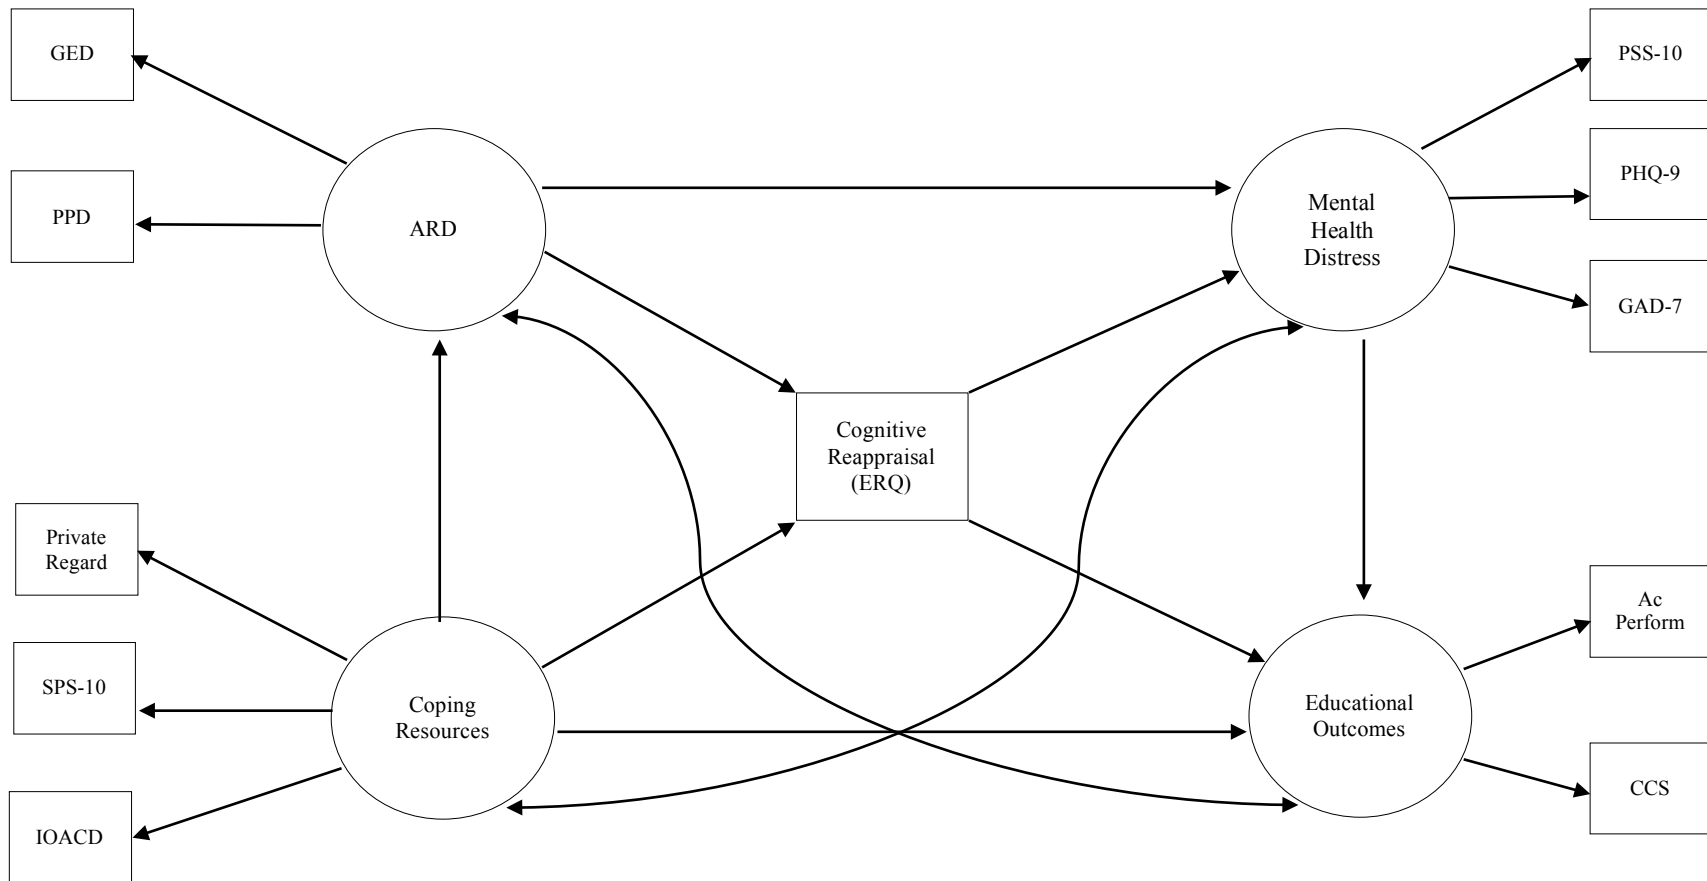 GED
PSS-10
PPD
ARD
Mental
Health
Distress
PHQ-9
GAD-7
Cognitive
Reappraisal
(ERQ)
Private
Regard
SPS-10
IOACD
Coping
Resources
Educational
Outcomes
Ac
Perform
CCS